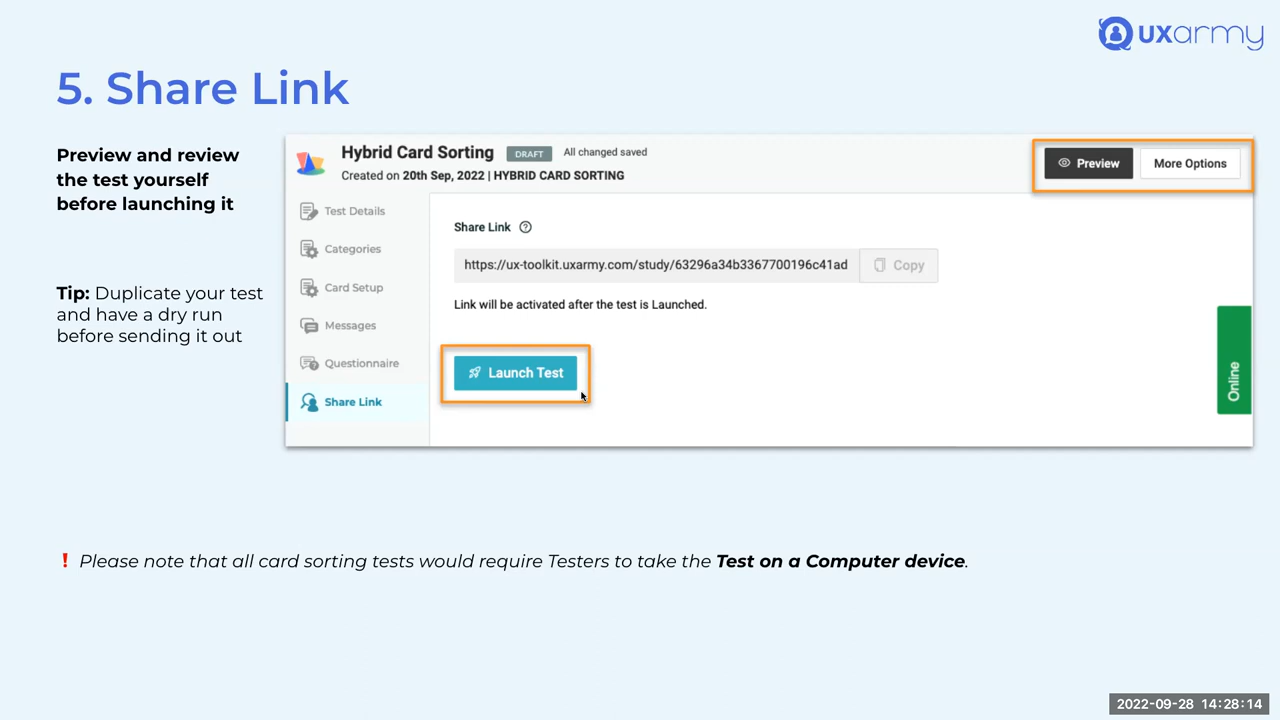 UXarmy
5. Share Link
Preview and review
the test yourself
before launching it
Tip: Duplicate your test
and have a dry run
before sending it out
Hybrid Card Sorting DRAFT All changed saved
Created on 20th Sep, 2022 | HYBRID CARD SORTING
Preview More Options
Test Details
Categories
Card Setup
Messages
Questionnaire
Share Link
Share Link ?
https://ux-toolkit.uxarmy.com/study/63296a34b3367700196c41ad Copy
Link will be activated after the test is Launched.
Launch Test
Online
! Please note that all card sorting tests would require Testers to take the Test on a Computer device.
2022-09-28 14:28:14